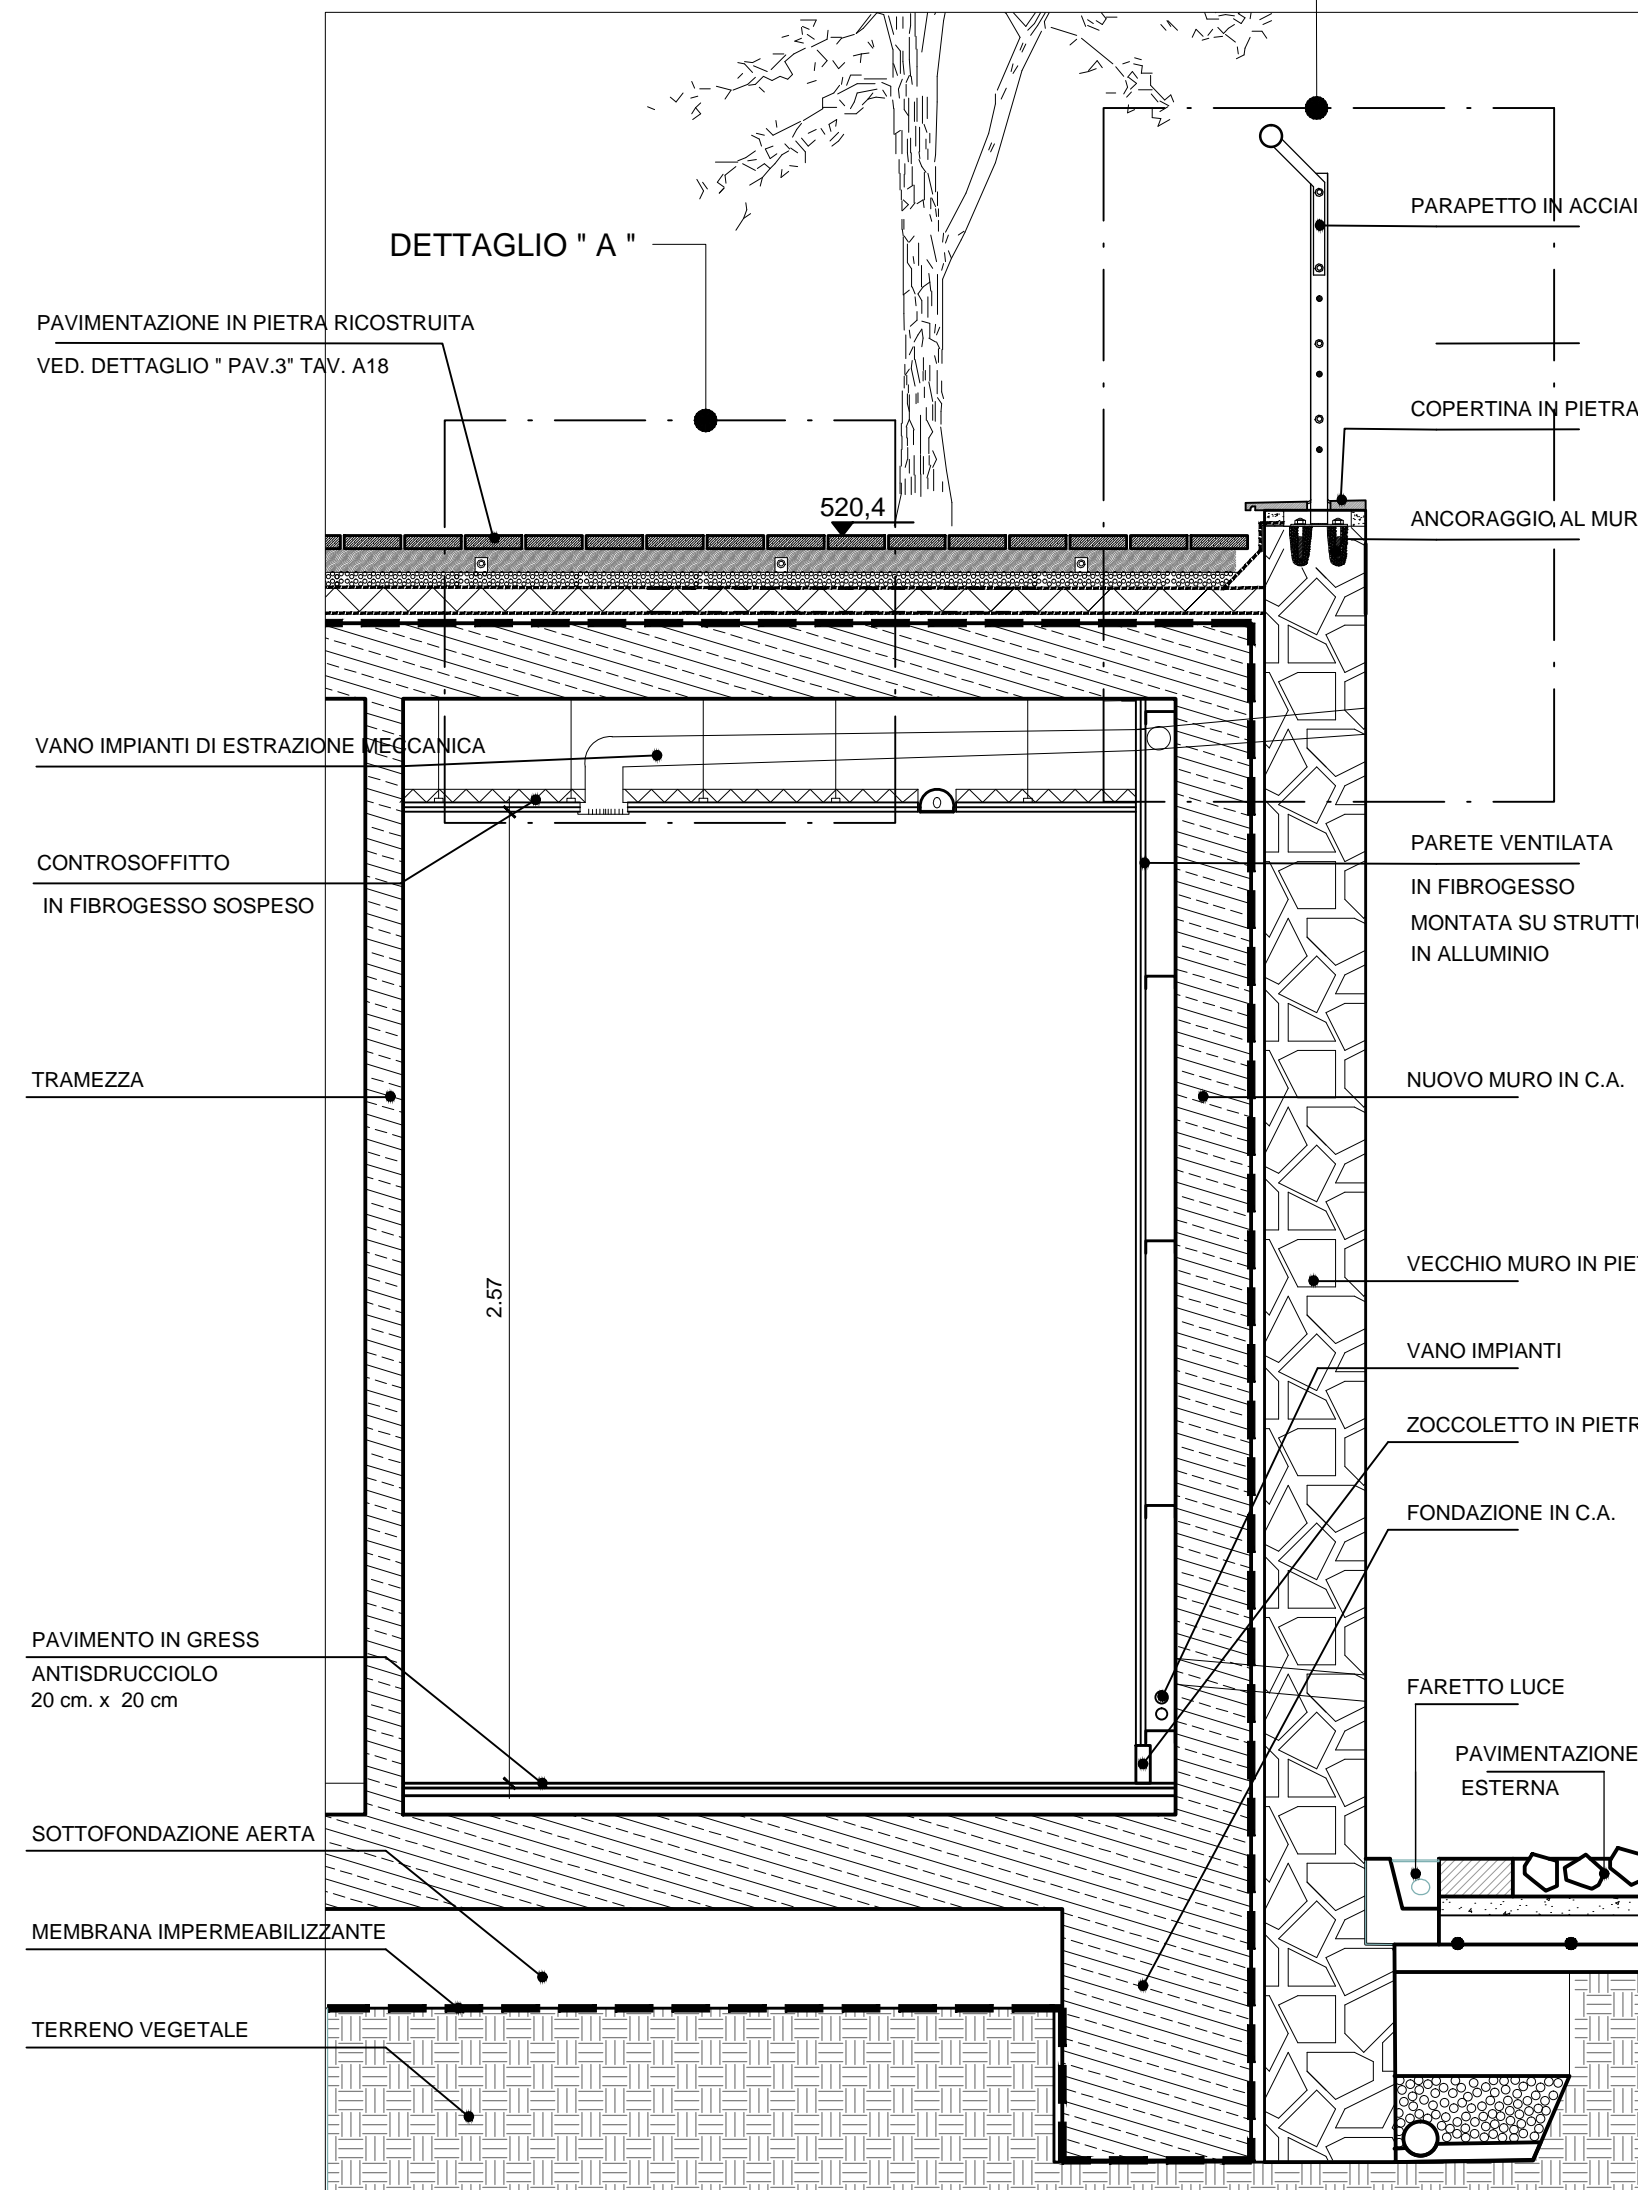 DETTAGLIO " A "
PAVIMENTAZIONE IN PIETRA RICOSTRUITA
VED. DETTAGLIO " PAV.3" TAV. A18
520,4
VANO IMPIANTI DI ESTRAZIONE MECCANICA
CONTROSOFFITTO
IN FIBROGESSO SOSPESO
TRAMEZZA
2.57
PAVIMENTO IN GRESS
ANTISDRUCCIOLO
20 cm. x 20 cm
SOTTOFONDAZIONE AERTA
MEMBRANA IMPERMEABILIZZANTE
TERRENO VEGETALE
PARAPETTO IN ACCIAI
COPERTINA IN PIETRA
ANCORAGGIO AL MUR
PARETE VENTILATA
IN FIBROGESSO
MONTATA SU STRUTTU
IN ALLUMINIO
NUOVO MURO IN C.A.
VECCHIO MURO IN PIET
VANO IMPIANTI
ZOCCOLETTO IN PIETR
FONDAZIONE IN C.A.
FARETTO LUCE
PAVIMENTAZIONE
ESTERNA